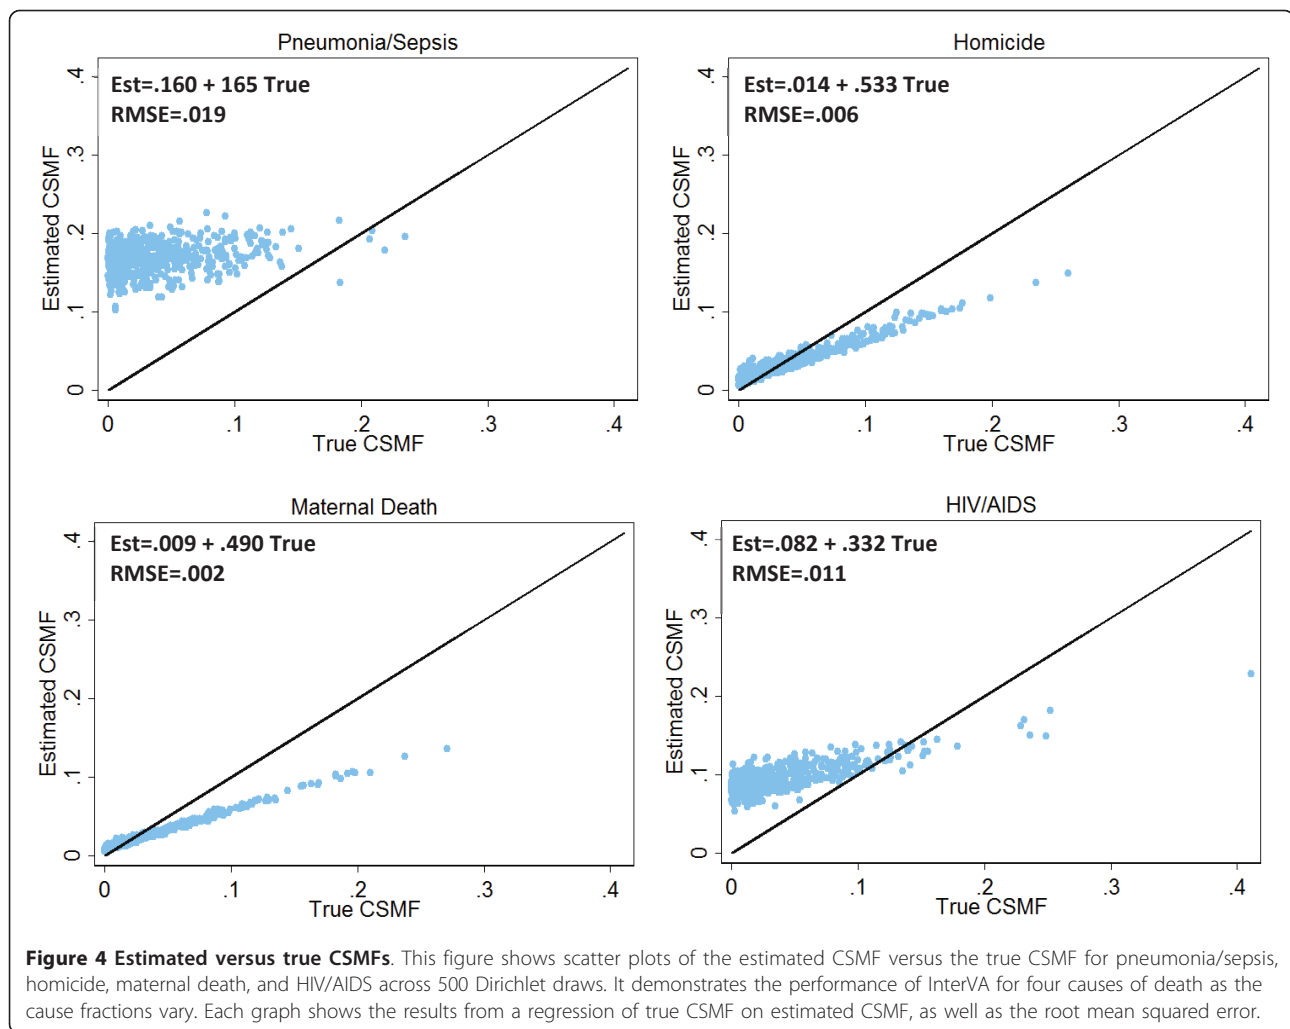 Pneumonia/Sepsis
Est=.160 + 165 True
RMSE=.019
Estimated CSMF
0 .1 .2 .3 .4
0 .1 .2 .3 .4
True CSMF
Homicide
Est=.014 + .533 True
RMSE=.006
Estimated CSMF
0 .1 .2 .3 .4
0 .1 .2 .3 .4
True CSMF
Maternal Death
Est=.009 + .490 True
RMSE=.002
Estimated CSMF
0 .1 .2 .3 .4
0 .1 .2 .3 .4
True CSMF
HIV/AIDS
Est=.082 + .332 True
RMSE=.011
Estimated CSMF
0 .1 .2 .3 .4
0 .1 .2 .3 .4
True CSMF
Figure 4 Estimated versus true CSMFs. This figure shows scatter plots of the estimated CSMF versus the true CSMF for pneumonia/sepsis,
homicide, maternal death, and HIV/AIDS across 500 Dirichlet draws. It demonstrates the performance of InterVA for four causes of death as the
cause fractions vary. Each graph shows the results from a regression of true CSMF on estimated CSMF, as well as the root mean squared error.